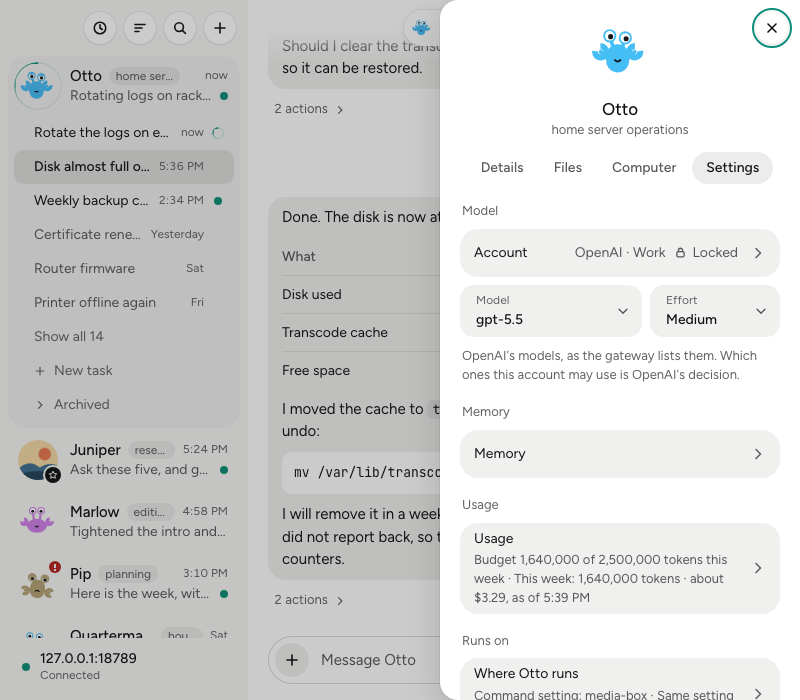 Otto home ser... now
Rotating logs on rack...
Rotate the logs on e... now
Disk almost full o... 5:36 PM
Weekly backup c... 2:34 PM
Certificate rene... Yesterday
Router firmware Sat
Printer offline again Fri
Show all 14
New task
Archived
Juniper rese... 5:24 PM
Ask these five, and g...
Marlow editi... 4:58 PM
Tightened the intro and...
Pip planning 3:10 PM
Here is the week, wit...
Quarterma hou Sat
127.0.0.1:18789
Connected
Should I clear the transc
so it can be restored.
2 actions
Done. The disk is now at
What
Disk used
Transcode cache
Free space
I moved the cache to t
undo:
mv /var/lib/transco
I will remove it in a week
did not report back, so t
counters.
2 actions
Message Otto
Otto
home server operations
Details Files Computer Settings
Model
Account OpenAI · Work Locked
Model
gpt-5.5
Effort
Medium
OpenAI's models, as the gateway lists them. Which
ones this account may use is OpenAI's decision.
Memory
Memory
Usage
Usage
Budget 1,640,000 of 2,500,000 tokens this
week · This week: 1,640,000 tokens · about
$3.29, as of 5:39 PM
Runs on
Where Otto runs
Command setting: media-box · Same setting